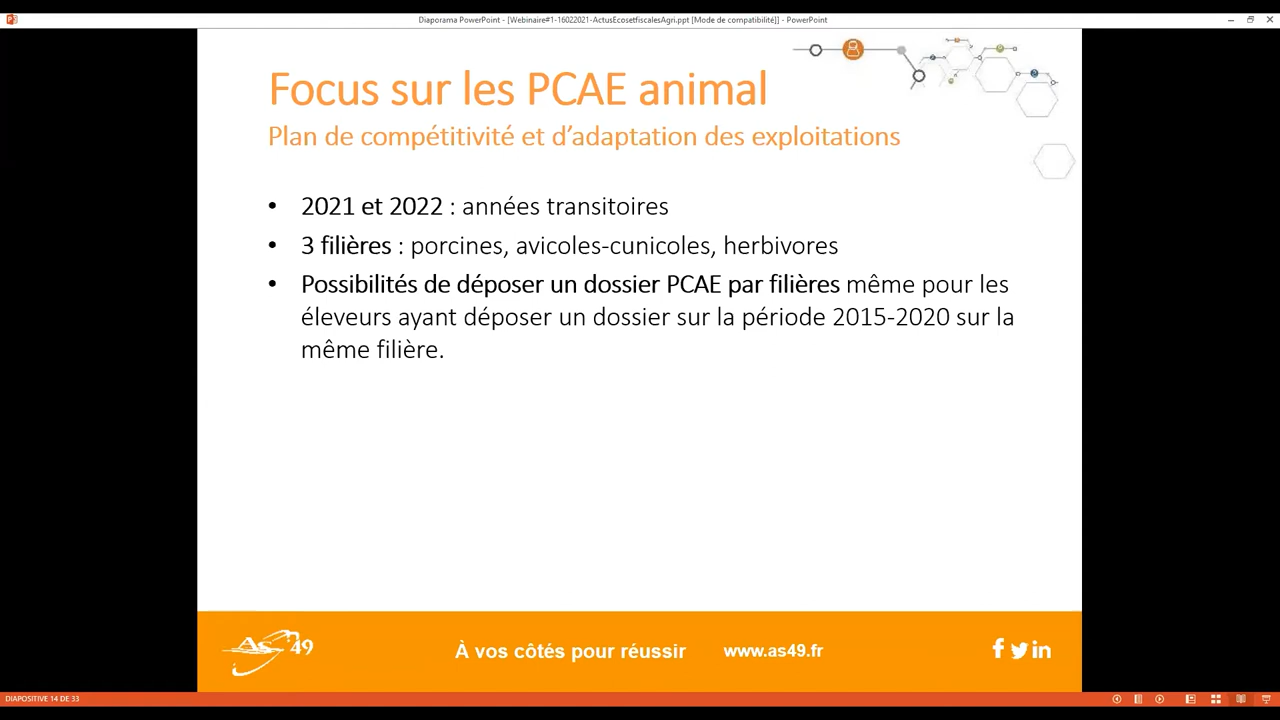 Diaporama PowerPoint - [Webinaire#1-16022021-ActusEcosetfiscalesAgri.ppt [Mode de compatibilité]] - PowerPoint
Focus sur les PCAE animal
Plan de compétitivité et d’adaptation des exploitations
• 2021 et 2022 : années transitoires
• 3 filières : porcines, avicoles-cunicoles, herbivores
• Possibilités de déposer un dossier PCAE par filières même pour les
éleveurs ayant déposer un dossier sur la période 2015-2020 sur la
même filière.
As 49
À vos côtés pour réussir
www.as49.fr
DIAPOSITIVE 14 DE 33